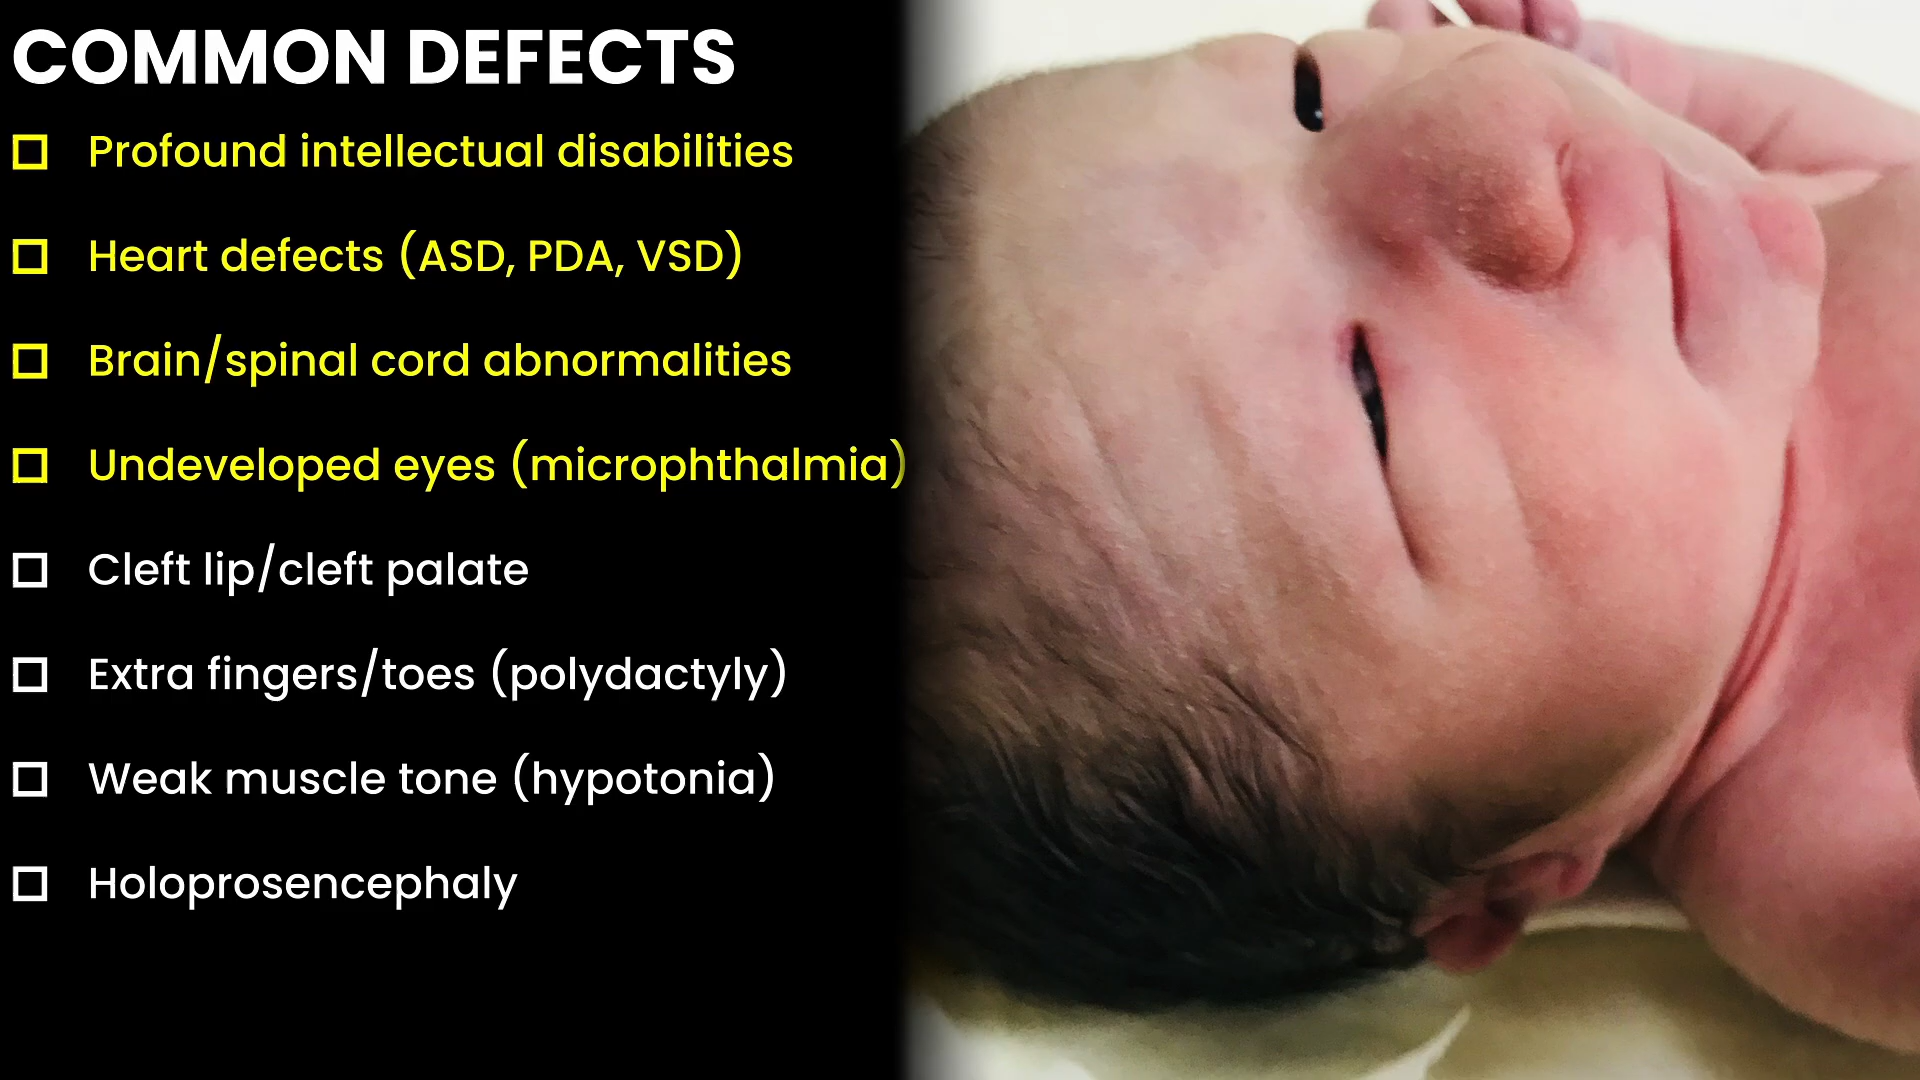 COMMON DEFECTS
Profound intellectual disabilities
Heart defects (ASD, PDA, VSD)
Brain/spinal cord abnormalities
Undeveloped eyes (microphthalmia)
Cleft lip/cleft palate
Extra fingers/toes (polydactyly)
Weak muscle tone (hypotonia)
Holoprosencephaly